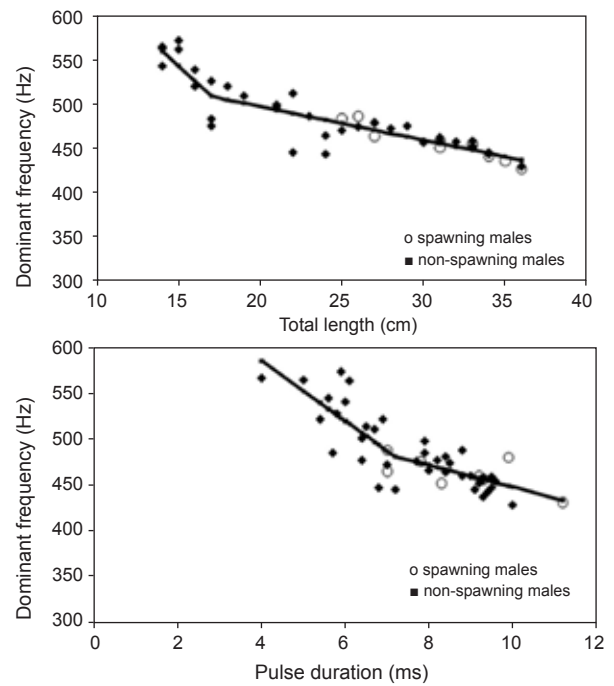 600
550
500
450
400
350
300
Dominant frequency (Hz)
10 15 20 25 30 35 40
Total length (cm)
o spawning males
■ non-spawning males
600
550
500
450
400
350
300
Dominant frequency (Hz)
0 2 4 6 8 10 12
Pulse duration (ms)
o spawning males
■ non-spawning males